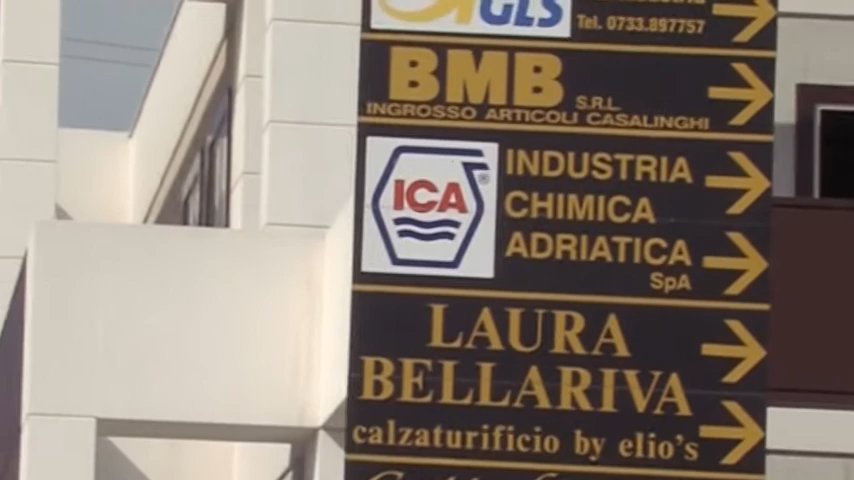 GLS
Tel. 0733.897757
BMB S.R.L.
INGROSSO ARTICOLI CASALINGHI
ICA ®
INDUSTRIA
CHIMICA
ADRIATICA
SpA
LAURA
BELLARIVA
calzaturificio by elio's